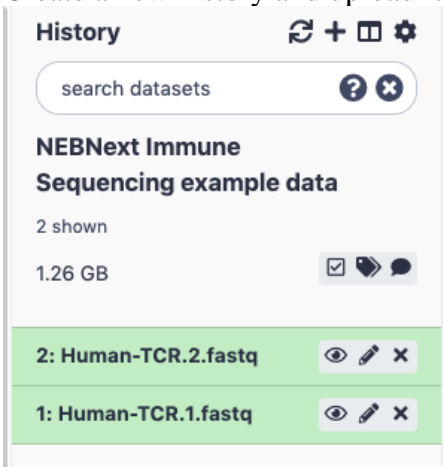 History
search datasets
NEBNext Immune
Sequencing example data
2 shown
1.26 GB
2: Human-TCR.2.fastq
1: Human-TCR.1.fastq